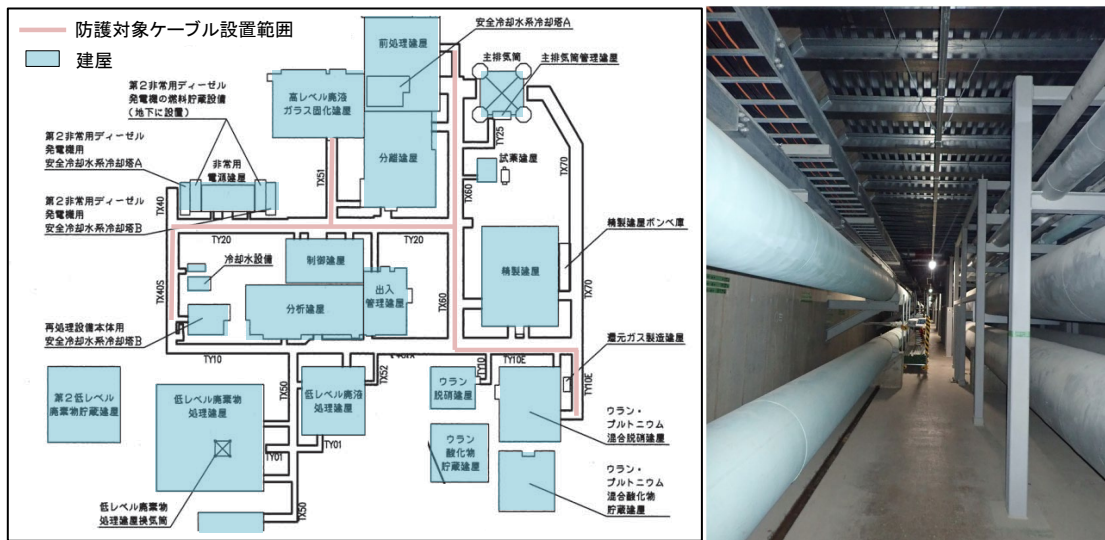 防護対象ケーブル設置範囲
建屋
安全冷却水系冷却塔A
前処理建屋
主排気筒
主排気筒管理建屋
第2非常用ディーゼル
発電機の燃料貯蔵設備
(地下に設置)
高レベル廃液
ガラス固化建屋
TY25
第2非常用ディーゼル
発電機用
安全冷却水系冷却塔A
非常用
電源建屋
分離建屋
試薬建屋
TX40
TX51
TX60
TX70
第2非常用ディーゼル
発電機用
安全冷却水系冷却塔B
TY20
TY20
精製建屋ボンベ庫
冷却水設備
制御建屋
精製建屋
TX40S
出入
管理建屋
TX60
TX70
分析建屋
再処理設備本体用
安全冷却水系冷却塔B
還元ガス製造建屋
TY10
TY10E
TX50
TX52
TY10
TY10E
第2低レベル
廃棄物貯蔵建屋
低レベル廃棄物
処理建屋
低レベル廃液
処理建屋
ウラン
脱硝建屋
ウラン・
プルトニウム
混合脱硝建屋
TY01
TY01
ウラン
酸化物
貯蔵建屋
ウラン・
プルトニウム
混合酸化物
貯蔵建屋
低レベル廃棄物
処理建屋換気筒
TX50